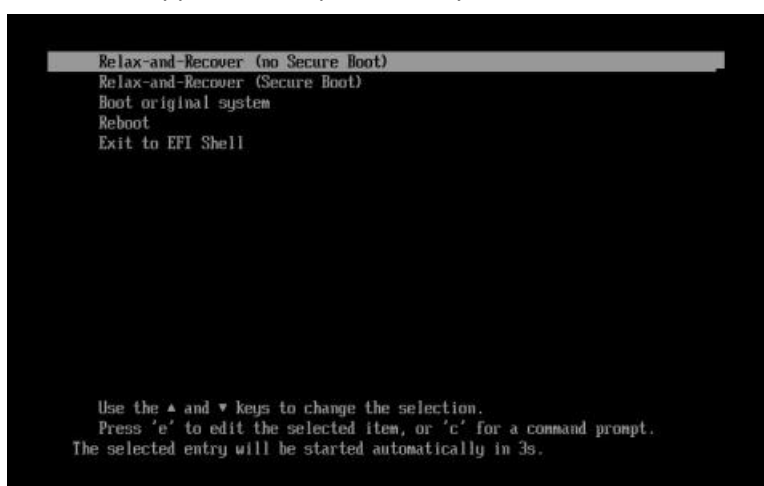 Relax-and-Recover (no Secure Boot)
Relax-and-Recover (Secure Boot)
Boot original system
Reboot
Exit to EFI Shell
Use the ▲ and ▼ keys to change the selection.
Press 'e' to edit the selected item, or 'c' for a command prompt.
The selected entry will be started automatically in 3s.